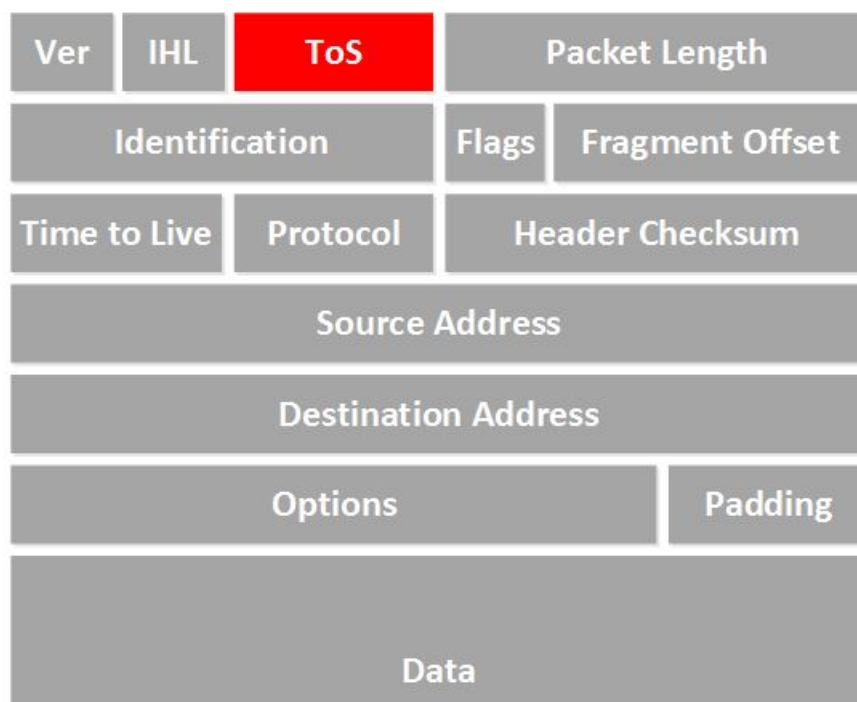 Ver IHL ToS Packet Length
Identification Flags Fragment Offset
Time to Live Protocol Header Checksum
Source Address
Destination Address
Options Padding
Data